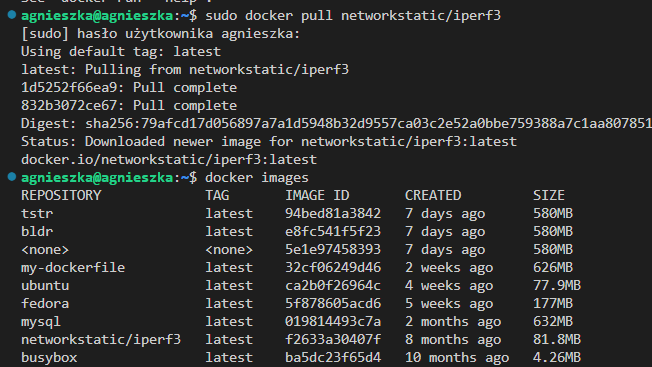 see 'docker run --help'.
agnieszka@agnieszka:~$ sudo docker pull networkstatic/iperf3
[sudo] hasło użytkownika agnieszka:
Using default tag: latest
latest: Pulling from networkstatic/iperf3
1d5252f66ea9: Pull complete
832b3072ce67: Pull complete
Digest: sha256:79afcd17d056897a7a1d5948b32d9557ca03c2e52a0bbe759388a7c1aa807851
Status: Downloaded newer image for networkstatic/iperf3:latest
docker.io/networkstatic/iperf3:latest
agnieszka@agnieszka:~$ docker images
REPOSITORY TAG IMAGE ID CREATED SIZE
tstr latest 94bed81a3842 7 days ago 580MB
bldr latest e8fc541f5f23 7 days ago 580MB
<none> <none> 5e1e97458393 7 days ago 580MB
my-dockerfile latest 32cf06249d46 2 weeks ago 626MB
ubuntu latest ca2b0f26964c 4 weeks ago 77.9MB
fedora latest 5f878605acd6 5 weeks ago 177MB
mysql latest 019814493c7a 2 months ago 632MB
networkstatic/iperf3 latest f2633a30407f 8 months ago 81.8MB
busybox latest ba5dc23f65d4 10 months ago 4.26MB